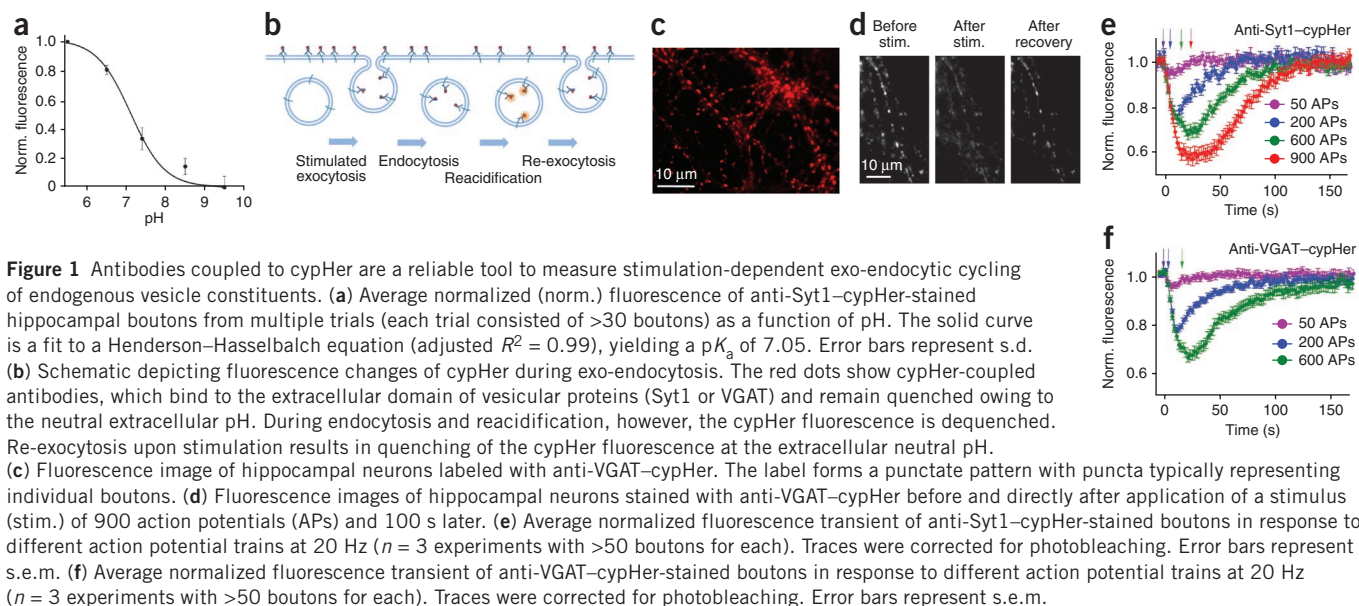 a
Norm. fluorescence
1.0
0.8
0.6
0.4
0.2
0
6 7 8 9 10
pH
b
Stimulated
exocytosis
Endocytosis
Reacidification
Re-exocytosis
c
10 μm
d
Before
stim.
After
stim.
After
recovery
10 μm
e
Anti-Syt1–cypHer
Norm. fluorescence
1.0
0.8
0.6
50 APs
200 APs
600 APs
900 APs
0 50 100 150
Time (s)
f
Anti-VGAT–cypHer
Norm. fluorescence
1.0
0.8
0.6
50 APs
200 APs
600 APs
0 50 100 150
Time (s)
Figure 1 Antibodies coupled to cypHer are a reliable tool to measure stimulation-dependent exo-endocytic cycling
of endogenous vesicle constituents. (a) Average normalized (norm.) fluorescence of anti-Syt1–cypHer-stained
hippocampal boutons from multiple trials (each trial consisted of >30 boutons) as a function of pH. The solid curve
is a fit to a Henderson–Hasselbalch equation (adjusted R² = 0.99), yielding a pKa of 7.05. Error bars represent s.d.
(b) Schematic depicting fluorescence changes of cypHer during exo-endocytosis. The red dots show cypHer-coupled
antibodies, which bind to the extracellular domain of vesicular proteins (Syt1 or VGAT) and remain quenched owing to
the neutral extracellular pH. During endocytosis and reacidification, however, the cypHer fluorescence is dequenched.
Re-exocytosis upon stimulation results in quenching of the cypHer fluorescence at the extracellular neutral pH.
(c) Fluorescence image of hippocampal neurons labeled with anti-VGAT–cypHer. The label forms a punctate pattern with puncta typically representing
individual boutons. (d) Fluorescence images of hippocampal neurons stained with anti-VGAT–cypHer before and directly after application of a stimulus
(stim.) of 900 action potentials (APs) and 100 s later. (e) Average normalized fluorescence transient of anti-Syt1–cypHer-stained boutons in response to
different action potential trains at 20 Hz (n = 3 experiments with >50 boutons for each). Traces were corrected for photobleaching. Error bars represent
s.e.m. (f) Average normalized fluorescence transient of anti-VGAT–cypHer-stained boutons in response to different action potential trains at 20 Hz
(n = 3 experiments with >50 boutons for each). Traces were corrected for photobleaching. Error bars represent s.e.m.